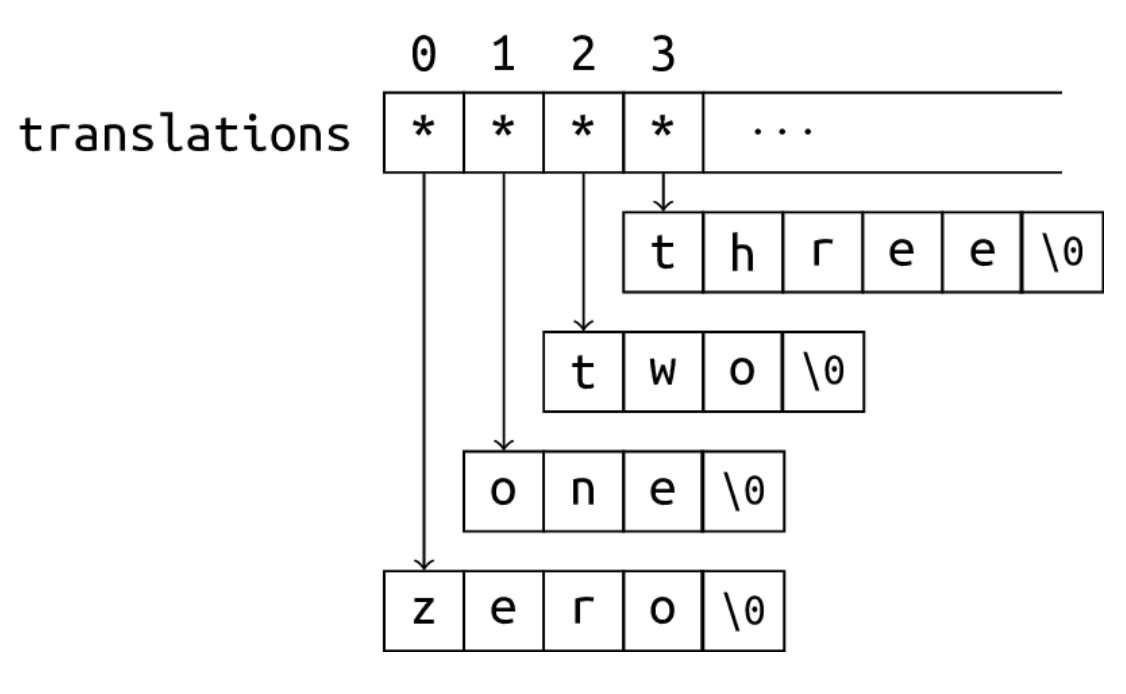 0 1 2 3
translations * * * * ...
t h r e e \0
t w o \0
o n e \0
z e r o \0